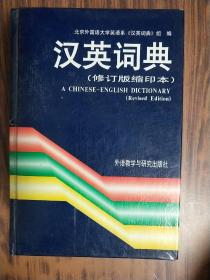 北京外国语大学英语系《汉英词典》组 编
汉英词典
(修订版缩印本)
A CHINESE-ENGLISH DICTIONARY
(Revised Edition)
外语教学与研究出版社